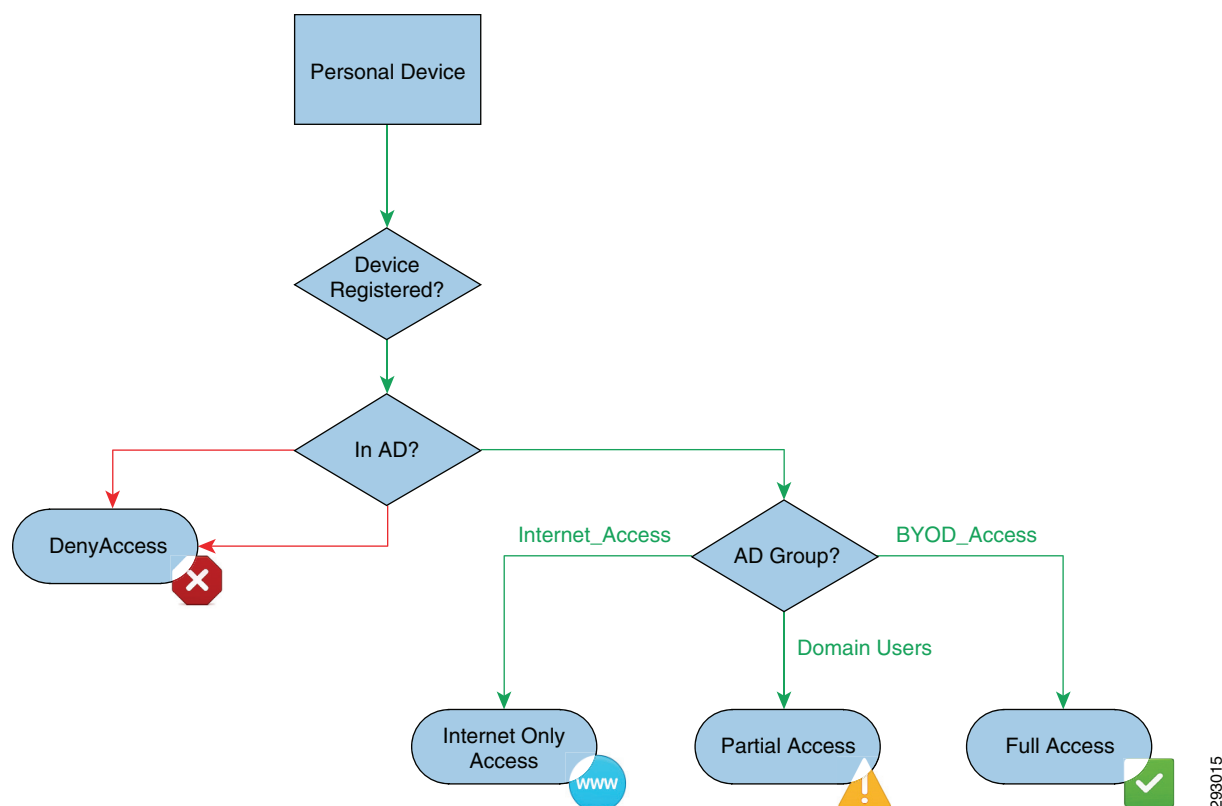 Personal Device
Device
Registered?
In AD?
DenyAccess
Internet_Access
AD Group?
BYOD_Access
Domain Users
Internet Only
Access
www
Partial Access
Full Access
293015